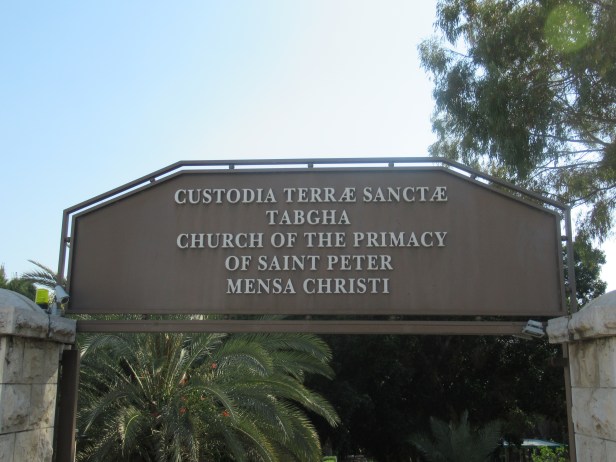 CUSTODIA TERRÆ SANCTÆ
TABGHA
CHURCH OF THE PRIMACY
OF SAINT PETER
MENSA CHRISTI